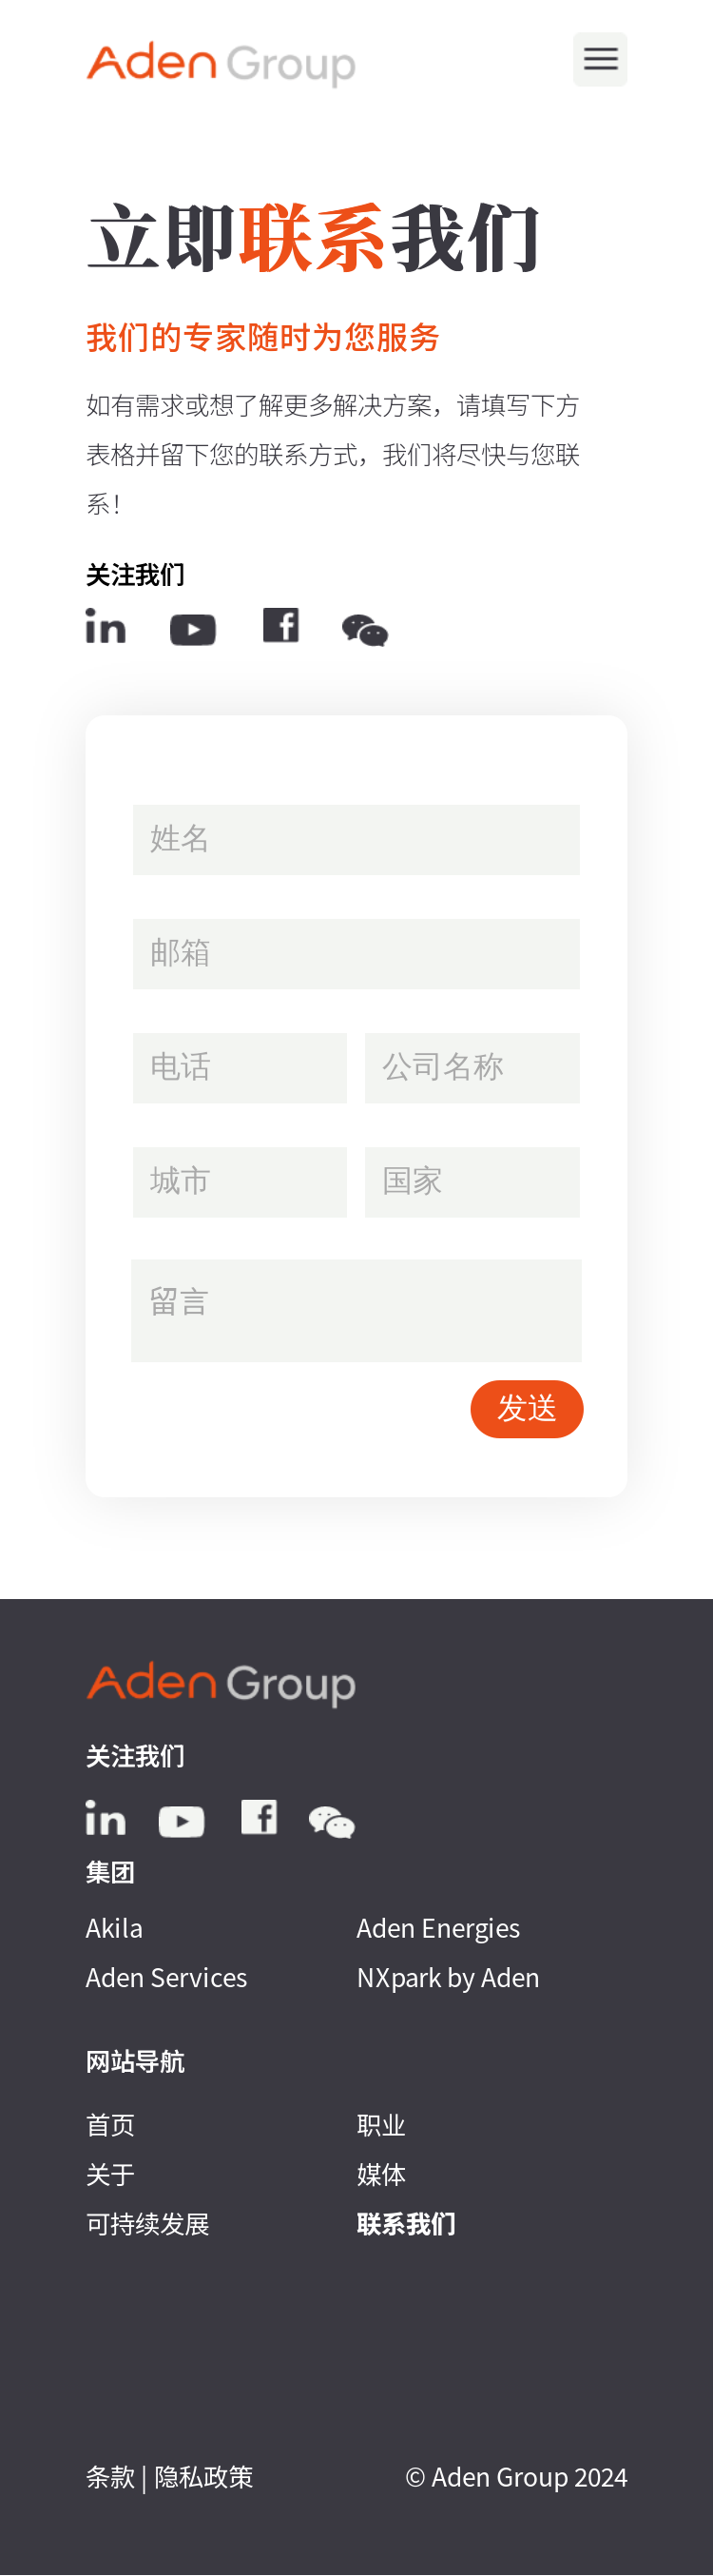 Aden Group
立即联系我们
我们的专家随时为您服务
如有需求或想了解更多解决方案，请填写下方
表格并留下您的联系方式，我们将尽快与您联
系！
关注我们
姓名
邮箱
电话 公司名称
城市 国家
留言
发送
Aden Group
关注我们
集团
Akila Aden Energies
Aden Services NXpark by Aden
网站导航
首页 职业
关于 媒体
可持续发展 联系我们
条款 | 隐私政策 © Aden Group 2024